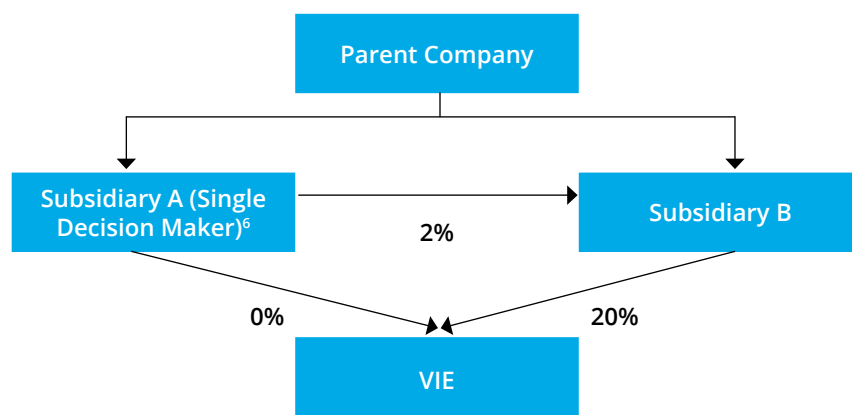 Parent Company
Subsidiary A (Single
Decision Maker)⁶
2%
Subsidiary B
0%
20%
VIE